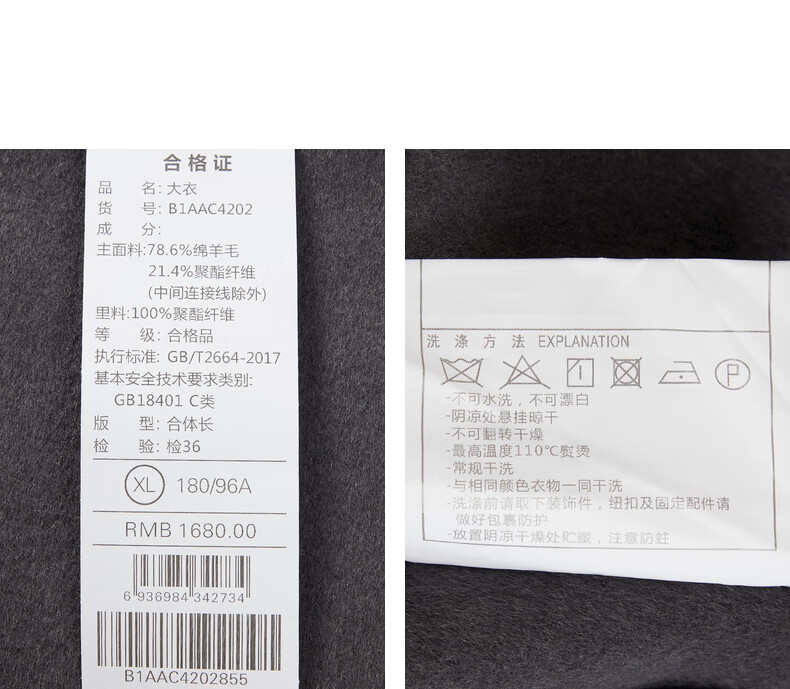 合格证
品 名: 大衣
货 号: B1AAC4202
成 分:
主面料: 78.6%绵羊毛
21.4%聚酯纤维
(中间连接线除外)
里料: 100%聚酯纤维
等 级: 合格品
执行标准: GB/T2664-2017
基本安全技术要求类别:
GB18401 C类
版 型: 合体长
检 验: 检36
XL 180/96A
RMB 1680.00
6 936984 342734
B1AAC4202855
洗涤方法 EXPLANATION
P
-不可水洗，不可漂白
-阴凉处悬挂晾干
-不可翻转干燥
-最高温度110℃熨烫
-常规干洗
-与相同颜色衣物一同干洗
-洗涤前请取下装饰件，纽扣及固定配件请
做好包裹防护
-放置阴凉干燥处贮藏，注意防蛀